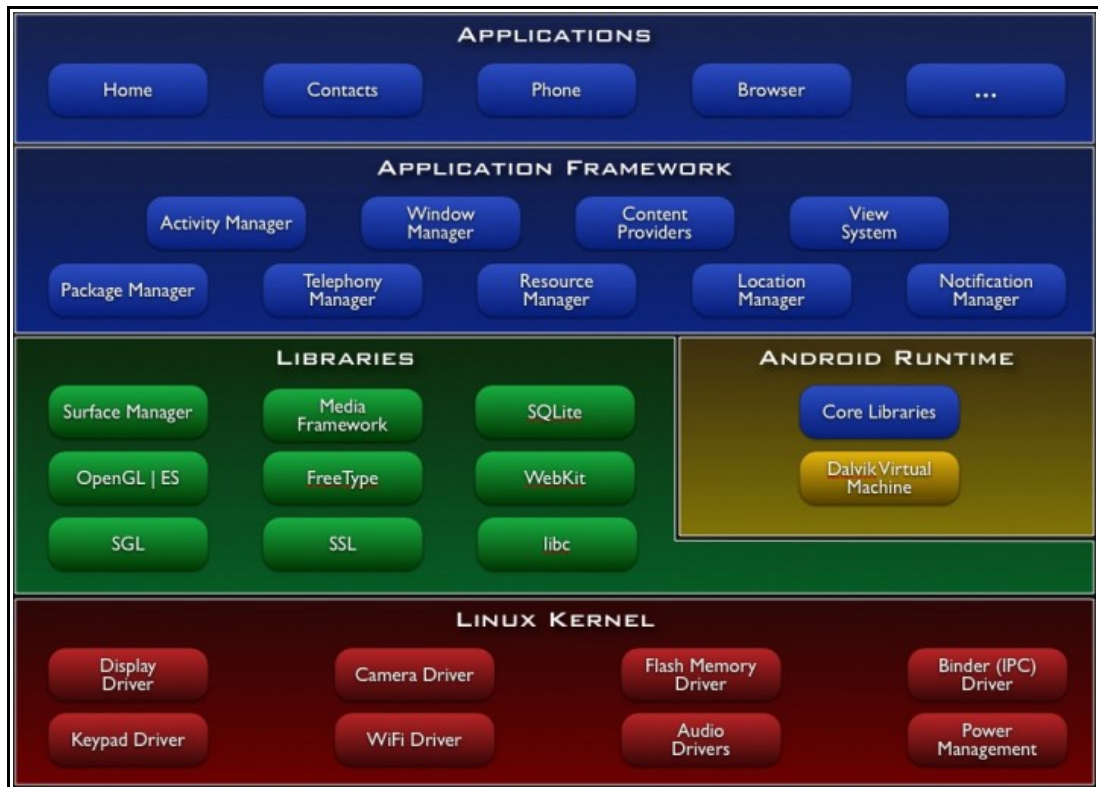 APPLICATIONS
Home
Contacts
Phone
Browser
...
APPLICATION FRAMEWORK
Activity Manager
Window
Manager
Content
Providers
View
System
Package Manager
Telephony
Manager
Resource
Manager
Location
Manager
Notification
Manager
LIBRARIES
Surface Manager
Media
Framework
SQLite
OpenGL | ES
FreeType
WebKit
SGL
SSL
libc
ANDROID RUNTIME
Core Libraries
Dalvik Virtual
Machine
LINUX KERNEL
Display
Driver
Camera Driver
Flash Memory
Driver
Binder (IPC)
Driver
Keypad Driver
WiFi Driver
Audio
Drivers
Power
Management